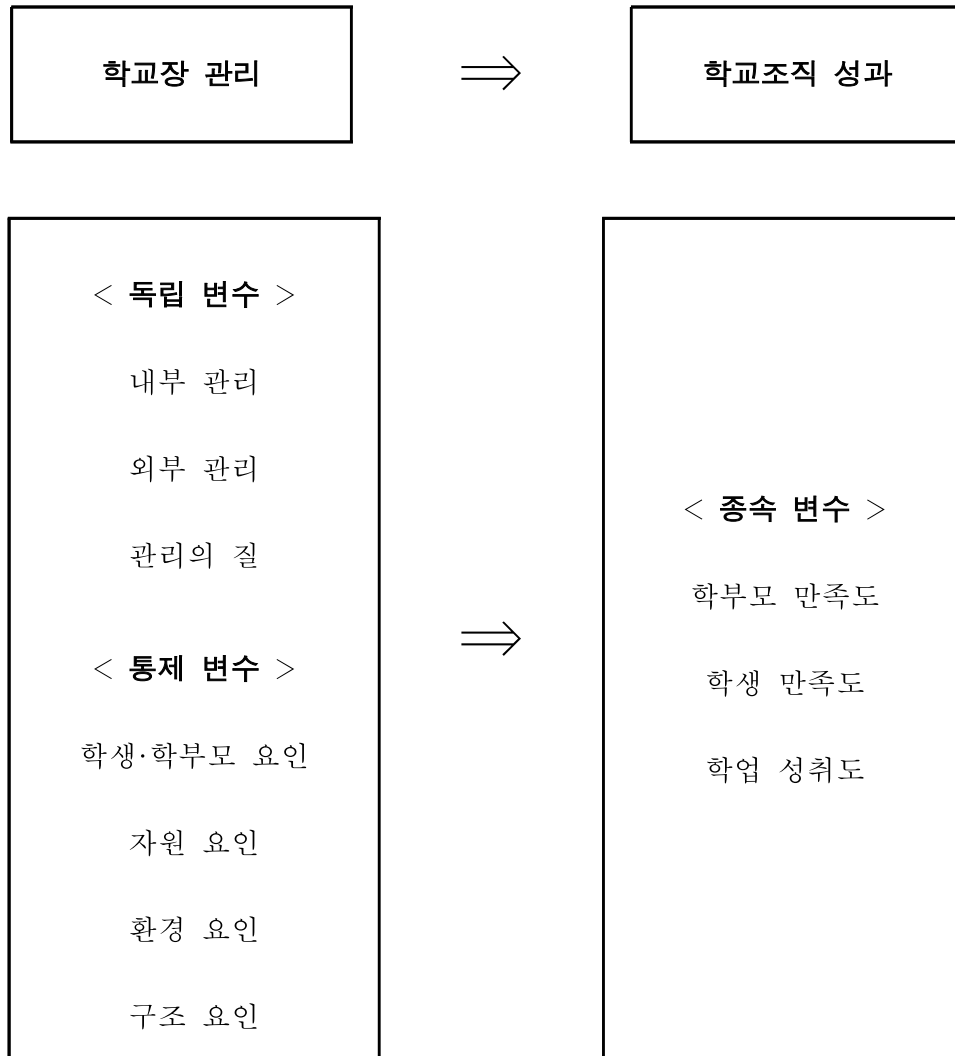 학교장 관리
⇒
학교조직 성과
< 독립 변수 >
내부 관리
외부 관리
관리의 질
< 통제 변수 >
학생·학부모 요인
자원 요인
환경 요인
구조 요인
⇒
< 종속 변수 >
학부모 만족도
학생 만족도
학업 성취도